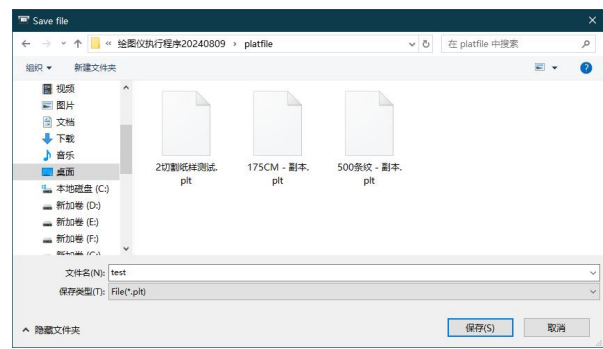 Save file
« 绘图仪执行程序20240809 › platfile
在 platfile 中搜索
组织
新建文件夹
视频
图片
文档
下载
音乐
桌面
本地磁盘 (C:)
新加卷 (D:)
新加卷 (E:)
新加卷 (F:)
新加卷 (G:)
2切割纸样测试.
plt
175CM - 副本.
plt
500条纹 - 副本.
plt
文件名(N): test
保存类型(T): File(*.plt)
隐藏文件夹
保存(S)
取消